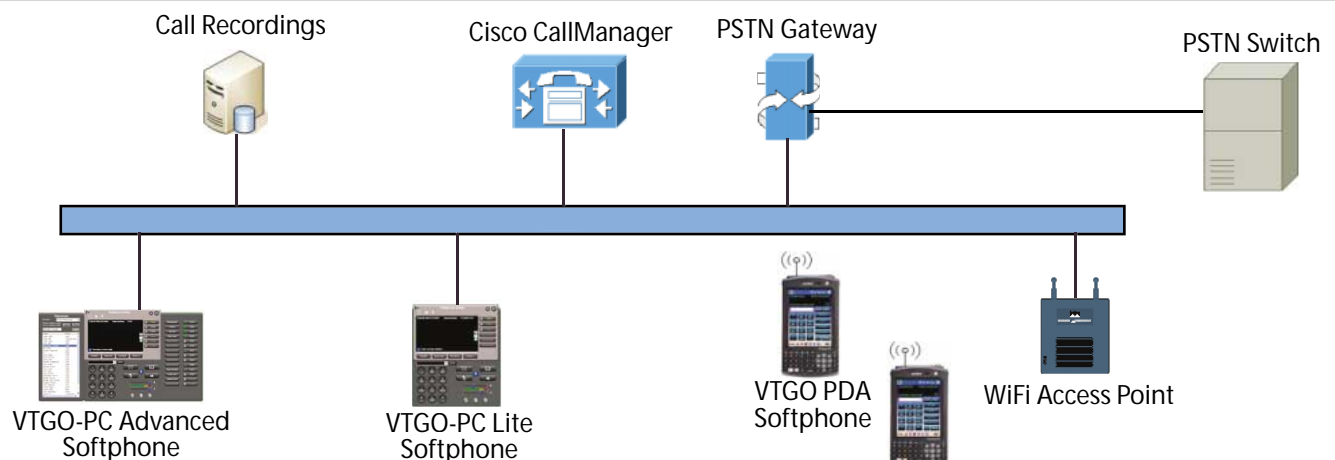 Call Recordings
Cisco CallManager
PSTN Gateway
PSTN Switch
VTGO-PC Advanced
Softphone
VTGO-PC Lite
Softphone
VTGO PDA
Softphone
WiFi Access Point